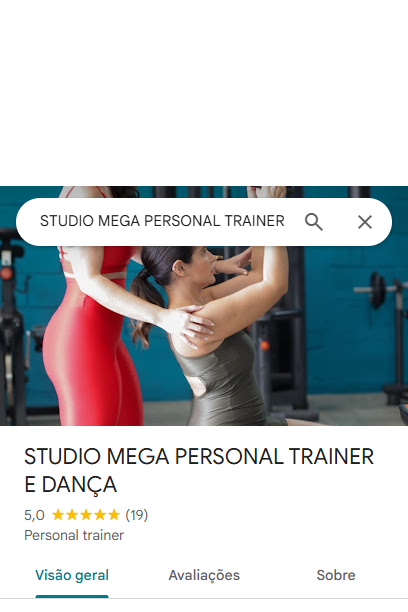 STUDIO MEGA PERSONAL TRAINER
STUDIO MEGA PERSONAL TRAINER
E DANÇA
5,0 ★★★★★ (19)
Personal trainer
Visão geral Avaliações Sobre